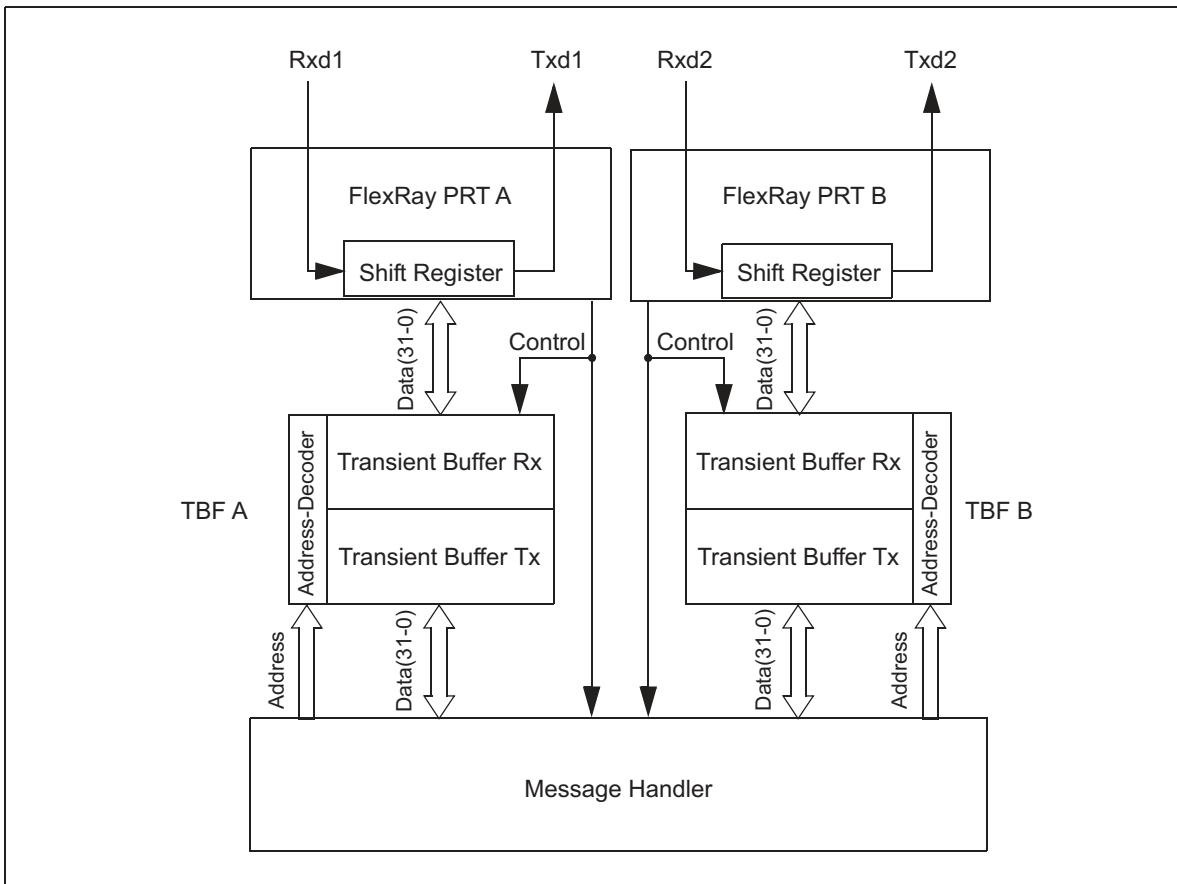 Rxd1
Txd1
Rxd2
Txd2
FlexRay PRT A
FlexRay PRT B
Shift Register
Shift Register
Data(31-0)
Control
Control
Data(31-0)
TBF A
Address-Decoder
Transient Buffer Rx
Transient Buffer Tx
Transient Buffer Rx
Transient Buffer Tx
Address-Decoder
TBF B
Address
Data(31-0)
Data(31-0)
Address
Message Handler